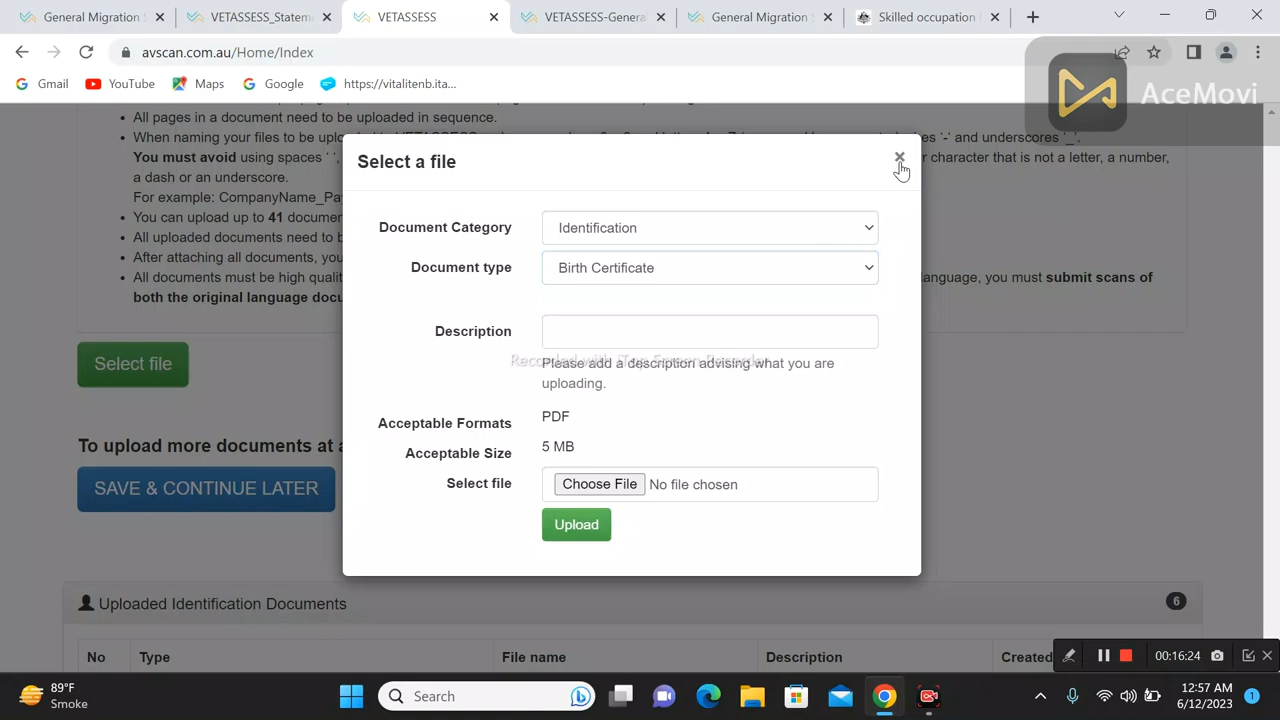 General Migration S
VETASSESS_Statem
VETASSESS
VETASSESS-Genera
General Migration S
Skilled occupation
avscan.com.au/Home/Index
Gmail
YouTube
Maps
Google
https://vitalitenb.ita...
AceMovi
All pages in a document need to be uploaded in sequence.
When naming your files to be
You must avoid using spaces ' ',
character that is not a letter, a number,
a dash or an underscore.
For example: CompanyName_Pa
You can upload up to 41 documen
All uploaded documents need to b
After attaching all documents, you
All documents must be high qualit
language, you must submit scans of
both the original language docu
Select file
To upload more documents at a
SAVE & CONTINUE LATER
Select a file
×
Document Category
Identification
Document type
Birth Certificate
Description
Recorded with iTop Screen Recorder
Please add a description advising what you are
uploading.
Acceptable Formats
PDF
Acceptable Size
5 MB
Select file
Choose File No file chosen
Upload
Uploaded Identification Documents
6
No
Type
File name
Description
Created
00:16:24
89°F
Smoke
Search
12:57 AM
6/12/2023
1